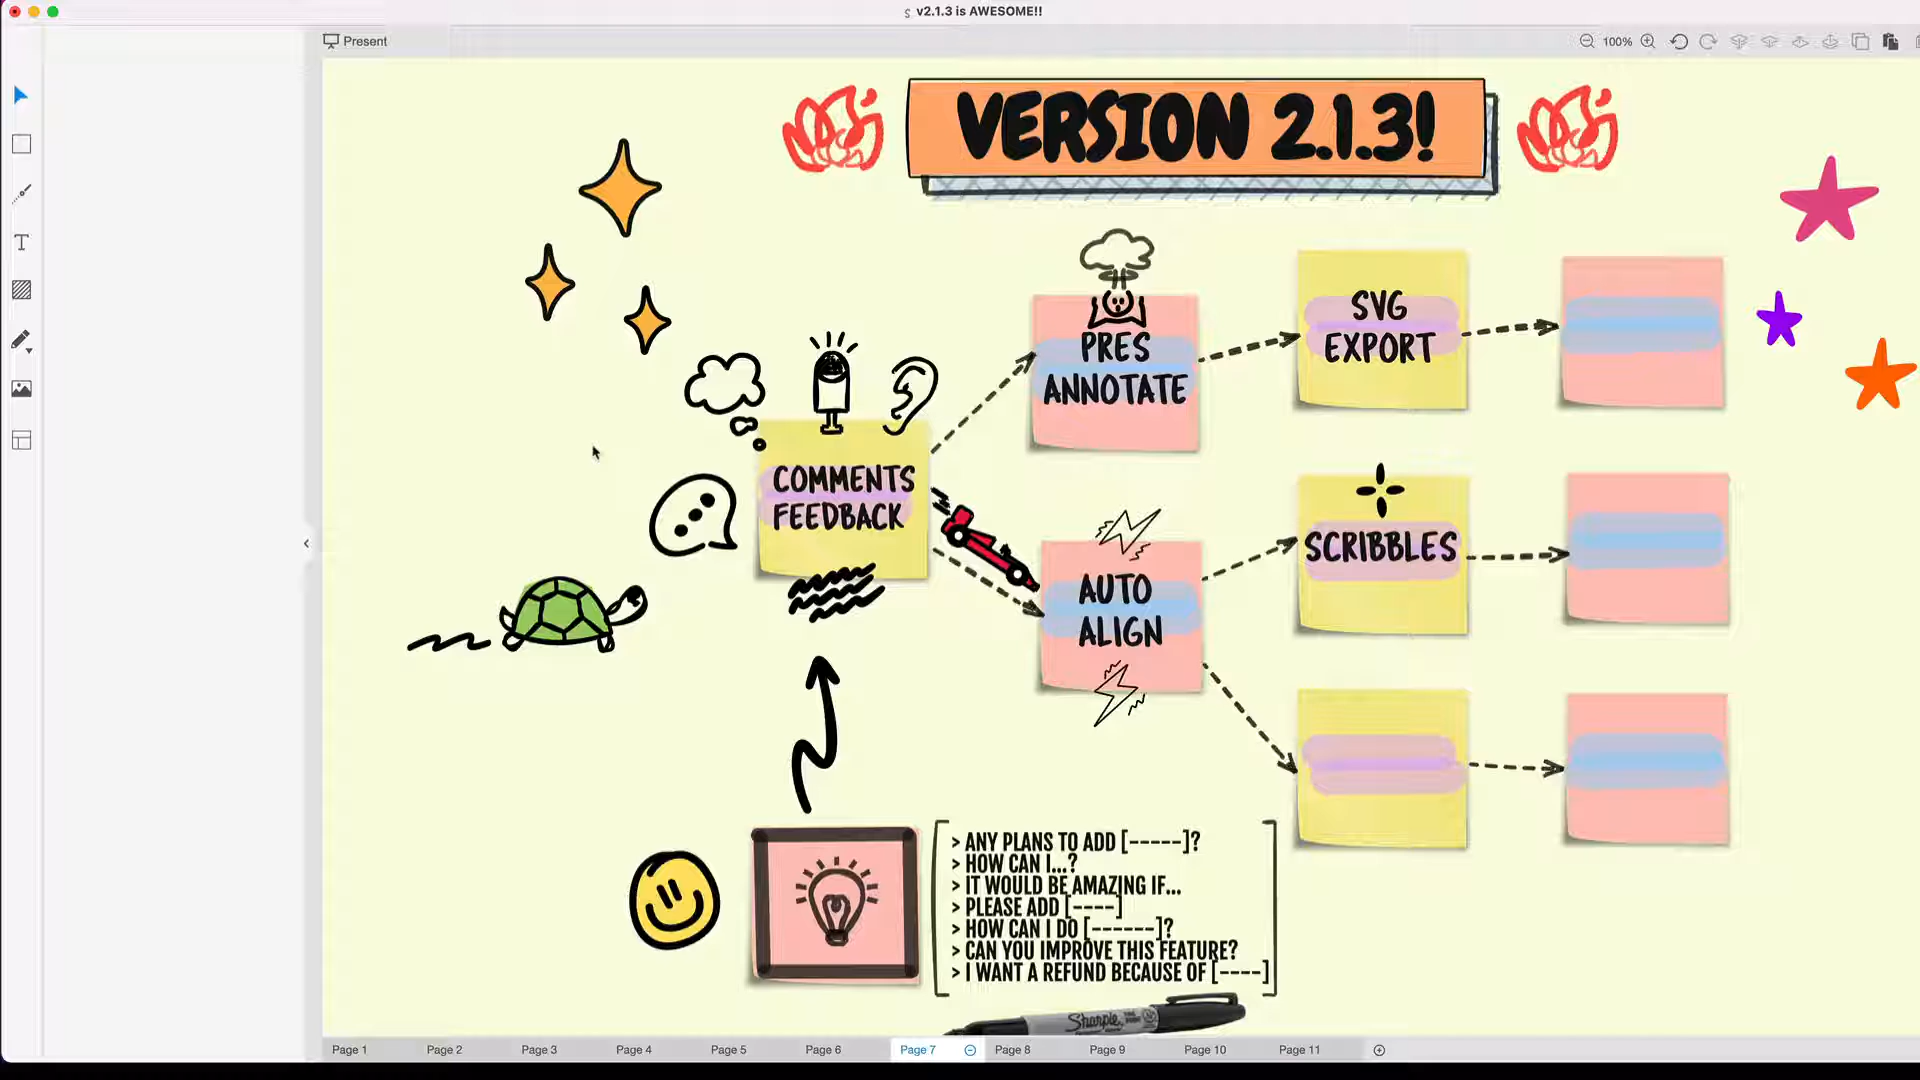 v2.1.3 is AWESOME!!
Present
100%
VERSION 2.1.3!
PRES
ANNOTATE
SVG
EXPORT
COMMENTS
FEEDBACK
AUTO
ALIGN
SCRIBBLES
> ANY PLANS TO ADD [-----]?
> HOW CAN I...?
> IT WOULD BE AMAZING IF...
> PLEASE ADD [----]
> HOW CAN I DO [------]?
> CAN YOU IMPROVE THIS FEATURE?
> I WANT A REFUND BECAUSE OF [----]
Sharpie
Page 1
Page 2
Page 3
Page 4
Page 5
Page 6
Page 7
Page 8
Page 9
Page 10
Page 11